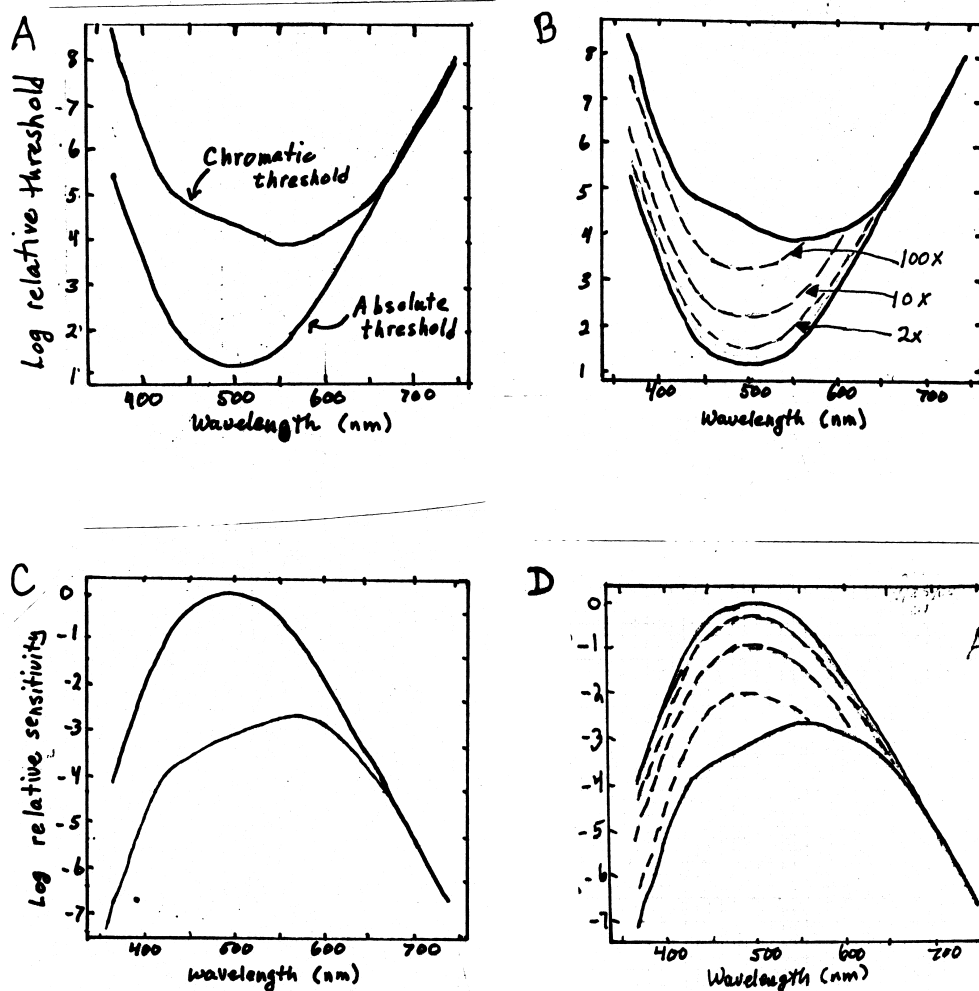 A
Log relative threshold
8
7
6
5
4
3
2
1
Chromatic
threshold
Absolute
threshold
400 500 600 700
Wavelength (nm)
B
8
7
6
5
4
3
2
1
100x
10x
2x
400 500 600 700
Wavelength (nm)
C
Log relative sensitivity
0
-1
-2
-3
-4
-5
-6
-7
400 500 600 700
wavelength (nm)
D
0
-1
-2
-3
-4
-5
-6
-7
400 500 600 700
Wavelength (nm)